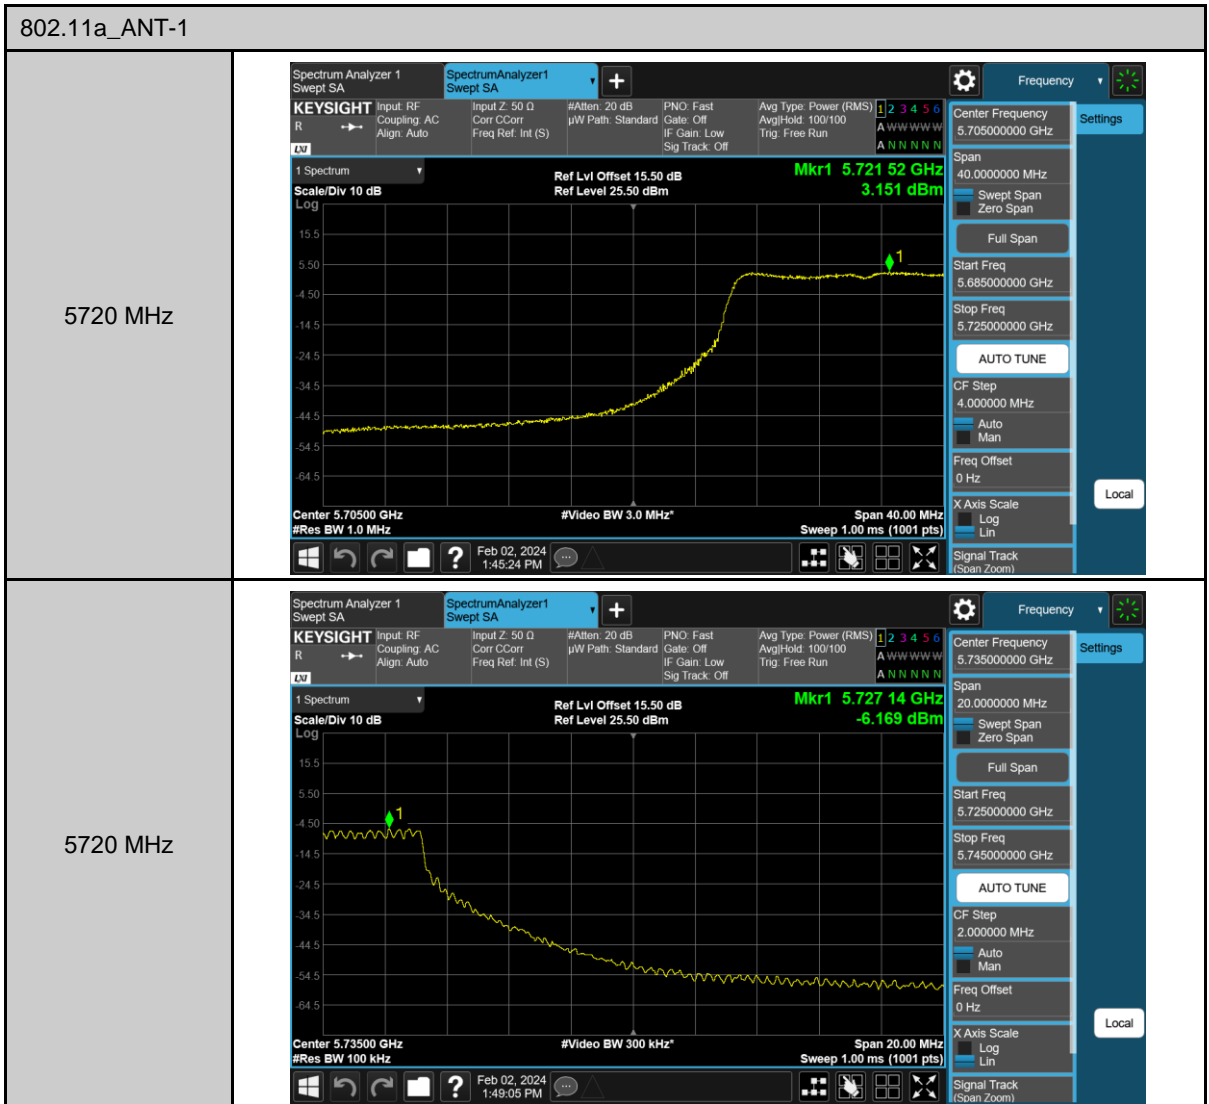 802.11a_ANT-1
5720 MHz
Spectrum Analyzer 1
Swept SA
SpectrumAnalyzer1
Swept SA
Frequency
KEYSIGHT
R
LXI
Input: RF
Coupling: AC
Align: Auto
Input Z: 50 Ω
Corr CCorr
Freq Ref: Int (S)
#Atten: 20 dB
µW Path: Standard
PNO: Fast
Gate: Off
IF Gain: Low
Sig Track: Off
Avg Type: Power (RMS)
Avg|Hold: 100/100
Trig: Free Run
1 2 3 4 5 6
A W W W W W
A N N N N N
1 Spectrum
Scale/Div 10 dB
Log
Ref Lvl Offset 15.50 dB
Ref Level 25.50 dBm
Mkr1 5.721 52 GHz
3.151 dBm
1
15.5
5.50
-4.50
-14.5
-24.5
-34.5
-44.5
-54.5
-64.5
Center 5.70500 GHz
#Res BW 1.0 MHz
#Video BW 3.0 MHz*
Span 40.00 MHz
Sweep 1.00 ms (1001 pts)
Feb 02, 2024
1:45:24 PM
Center Frequency
5.705000000 GHz
Settings
Span
40.0000000 MHz
Swept Span
Zero Span
Full Span
Start Freq
5.685000000 GHz
Stop Freq
5.725000000 GHz
AUTO TUNE
CF Step
4.000000 MHz
Auto
Man
Freq Offset
0 Hz
X Axis Scale
Log
Lin
Signal Track
(Span Zoom)
Local
5720 MHz
Spectrum Analyzer 1
Swept SA
SpectrumAnalyzer1
Swept SA
Frequency
KEYSIGHT
R
LXI
Input: RF
Coupling: AC
Align: Auto
Input Z: 50 Ω
Corr CCorr
Freq Ref: Int (S)
#Atten: 20 dB
µW Path: Standard
PNO: Fast
Gate: Off
IF Gain: Low
Sig Track: Off
Avg Type: Power (RMS)
Avg|Hold: 100/100
Trig: Free Run
1 2 3 4 5 6
A W W W W W
A N N N N N
1 Spectrum
Scale/Div 10 dB
Log
Ref Lvl Offset 15.50 dB
Ref Level 25.50 dBm
Mkr1 5.727 14 GHz
-6.169 dBm
1
15.5
5.50
-4.50
-14.5
-24.5
-34.5
-44.5
-54.5
-64.5
Center 5.73500 GHz
#Res BW 100 kHz
#Video BW 300 kHz*
Span 20.00 MHz
Sweep 1.00 ms (1001 pts)
Feb 02, 2024
1:49:05 PM
Center Frequency
5.735000000 GHz
Settings
Span
20.0000000 MHz
Swept Span
Zero Span
Full Span
Start Freq
5.725000000 GHz
Stop Freq
5.745000000 GHz
AUTO TUNE
CF Step
2.000000 MHz
Auto
Man
Freq Offset
0 Hz
X Axis Scale
Log
Lin
Signal Track
(Span Zoom)
Local